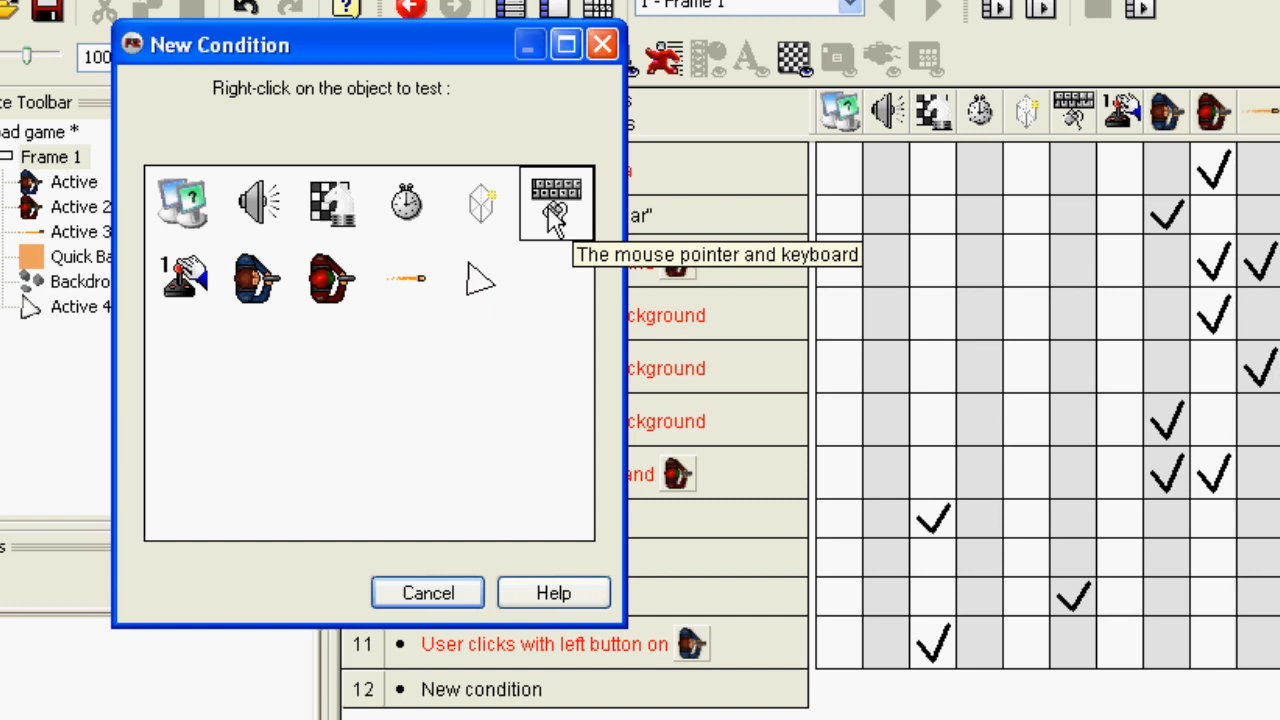 1 - Frame 1
New Condition
100
Right-click on the object to test :
te Toolbar
ad game *
Frame 1
Active
Active 2
ar"
Active 3
The mouse pointer and keyboard
Quick Ba
Backdro
Active 4
ckground
ckground
ckground
and
s
Cancel
Help
11 • User clicks with left button on
12 • New condition